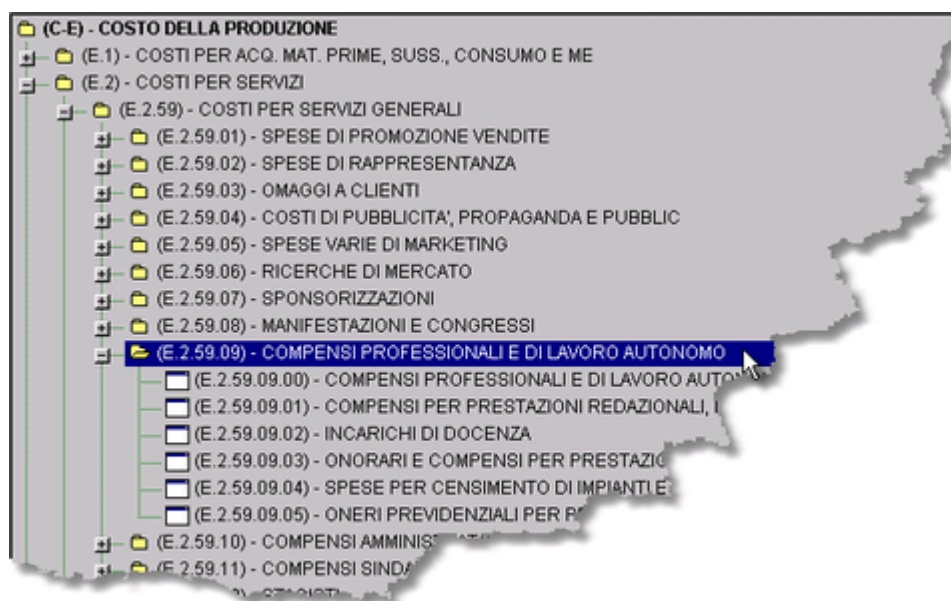 (C-E) - COSTO DELLA PRODUZIONE
(E.1) - COSTI PER ACQ. MAT. PRIME, SUSS., CONSUMO E ME
(E.2) - COSTI PER SERVIZI
(E.2.59) - COSTI PER SERVIZI GENERALI
(E.2.59.01) - SPESE DI PROMOZIONE VENDITE
(E.2.59.02) - SPESE DI RAPPRESENTANZA
(E.2.59.03) - OMAGGI A CLIENTI
(E.2.59.04) - COSTI DI PUBBLICITA', PROPAGANDA E PUBBLIC
(E.2.59.05) - SPESE VARIE DI MARKETING
(E.2.59.06) - RICERCHE DI MERCATO
(E.2.59.07) - SPONSORIZZAZIONI
(E.2.59.08) - MANIFESTAZIONI E CONGRESSI
(E.2.59.09) - COMPENSI PROFESSIONALI E DI LAVORO AUTONOMO
(E.2.59.09.00) - COMPENSI PROFESSIONALI E DI LAVORO
(E.2.59.09.01) - COMPENSI PER PRESTAZIONI REDAZIONALI,
(E.2.59.09.02) - INCARICHI DI DOCENZA
(E.2.59.09.03) - ONORARI E COMPENSI PER
(E.2.59.09.04) - SPESE PER CENSIMENTO DI IMPIANTI E
(E.2.59.09.05) - ONERI PREVIDENZIALI PER
(E.2.59.10) - COMPENSI
(E.2.59.11) - COMPENSI